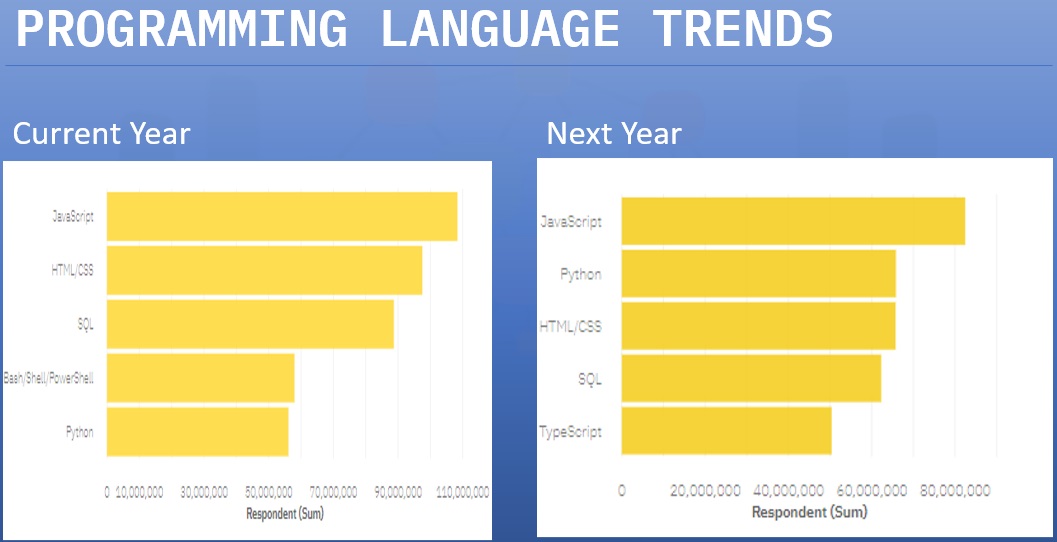 PROGRAMMING LANGUAGE TRENDS
Current Year
JavaScript
HTML/CSS
SQL
Bash/Shell/PowerShell
Python
0 10,000,000 30,000,000 50,000,000 70,000,000 90,000,000 110,000,000
Respondent (Sum)
Next Year
JavaScript
Python
HTML/CSS
SQL
TypeScript
0 20,000,000 40,000,000 60,000,000 80,000,000
Respondent (Sum)